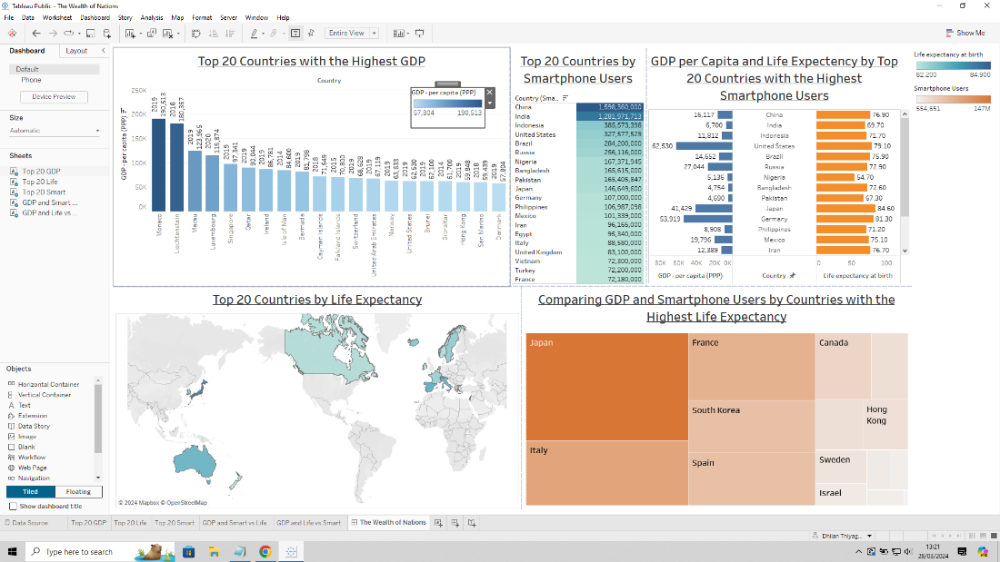 Tableau Public - The Wealth of Nations
File Data Worksheet Dashboard Story Analysis Map Format Server Window Help
Entire View
Show Me
Dashboard Layout
Default
Phone
Device Preview
Size
Automatic
Sheets
Top 20 GDP
Top 20 Life
Top 20 Smart
GDP and Smart ...
GDP and Life vs ...
Objects
Horizontal Container
Vertical Container
Text
Extension
Data Story
Image
Blank
Workflow
Web Page
Navigation
Tiled Floating
Show dashboard title
Top 20 Countries with the Highest GDP
Country
GDP - per capita (PPP)
250K
200K
150K
100K
50K
0K
2019 190,513
2018 180,367
2019 123,965
2020 115,874
2019 97,341
2019 90,044
2019 86,781
2014 84,600
2019 81,798
2018 71,549
2015 70,800
2019 68,628
2019 67,119
2019 63,633
2019 62,530
2019 62,100
2014 61,700
2019 59,848
2018 59,439
2019 57,804
Monaco
Liechtenstein
Macau
Luxembourg
Singapore
Qatar
Ireland
Isle of Man
Bermuda
Cayman Islands
Falkland Islands
Switzerland
United Arab Emirates
Norway
United States
Brunei
Gibraltar
Hong Kong
San Marino
Denmark
GDP - per capita (PPP)
57,804 190,513
Top 20 Countries by
Smartphone Users
Country (Sma..
China 1,598,360,000
India 1,281,971,713
Indonesia 385,573,398
United States 327,577,529
Brazil 284,200,000
Russia 256,116,000
Nigeria 167,371,945
Bangladesh 165,615,000
Pakistan 165,405,847
Japan 146,649,600
Germany 107,000,000
Philippines 106,987,098
Mexico 101,339,000
Iran 96,165,000
Egypt 95,340,000
Italy 88,580,000
United Kingdom 83,100,000
Vietnam 72,300,000
Turkey 72,200,000
France 72,180,000
GDP per Capita and Life Expectency by Top
20 Countries with the Highest
Smartphone Users
16,117 China 76.90
6,700 India 69.70
11,812 Indonesia 71.70
62,530 United States 79.10
14,652 Brazil 75.90
27,044 Russia 72.90
5,136 Nigeria 54.70
4,754 Bangladesh 72.60
4,690 Pakistan 67.30
41,429 Japan 84.60
53,919 Germany 81.30
8,908 Philippines 71.20
19,796 Mexico 75.10
12,389 Iran 76.70
80K 60K 40K 20K 0K
0 50 100
GDP - per capita (PPP) Country Life expectancy at birth
Life expectancy at birth
82.200 84.900
Smartphone Users
554,651 147M
Top 20 Countries by Life Expectancy
© 2024 Mapbox © OpenStreetMap
Comparing GDP and Smartphone Users by Countries with the
Highest Life Expectancy
Japan
Italy
France
South Korea
Spain
Canada
Hong
Kong
Sweden
Israel
Data Source Top 20 GDP Top 20 Life Top 20 Smart GDP and Smart vs Life GDP and Life vs Smart The Wealth of Nations
Dhilan Thiyag...
Type here to search
13:21
28/03/2024